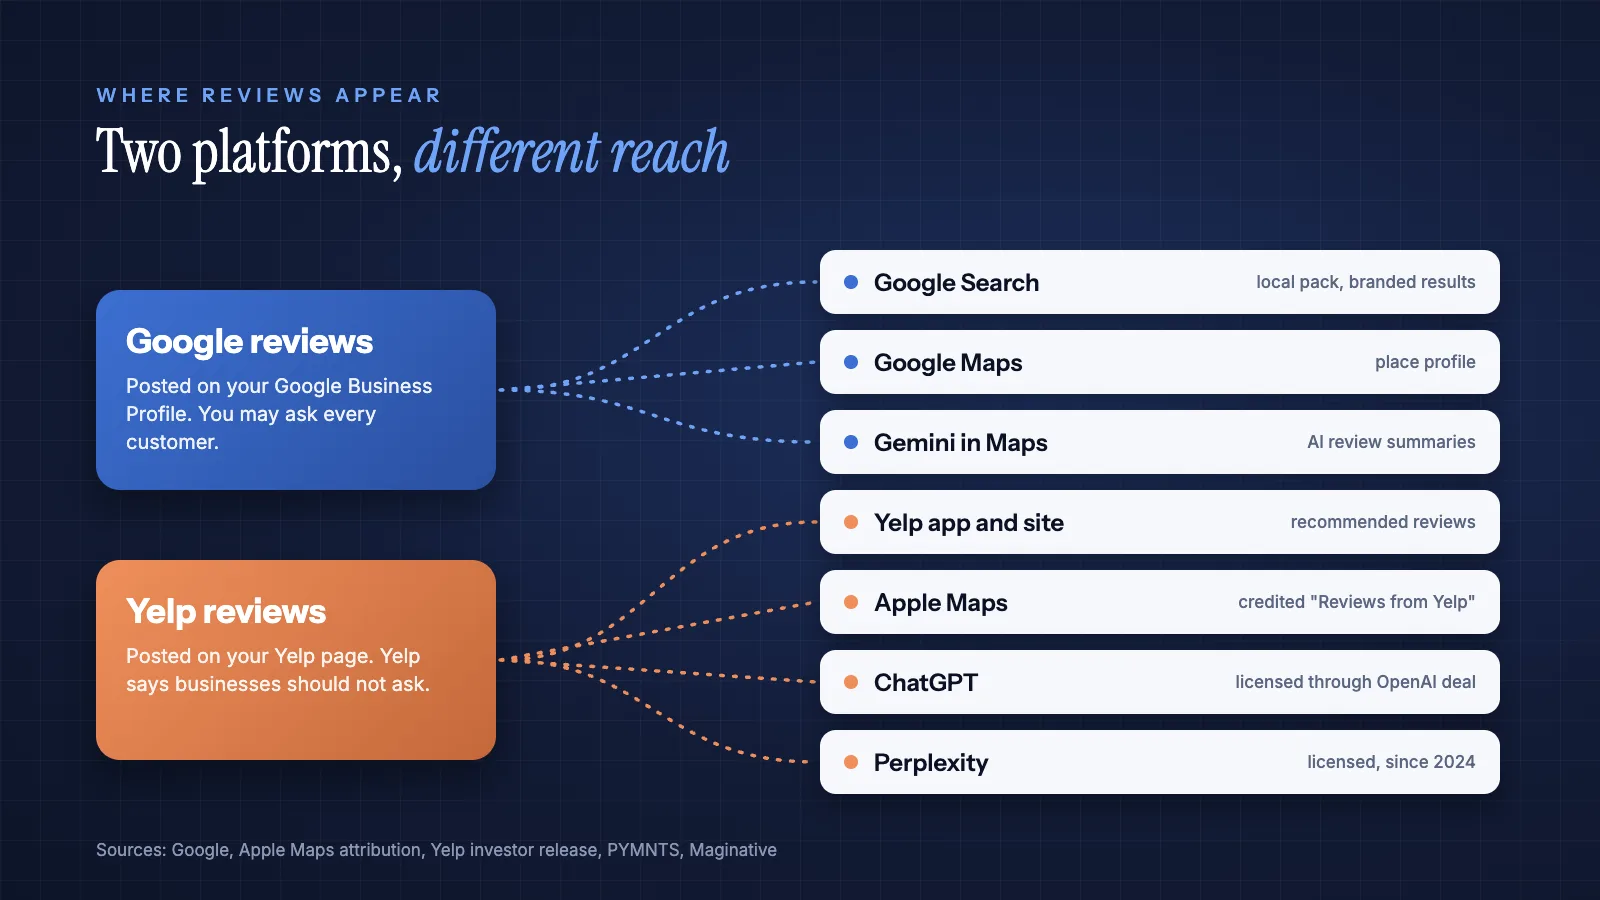 WHERE REVIEWS APPEAR
Two platforms, different reach
Google reviews
Posted on your Google Business
Profile. You may ask every
customer.
Yelp reviews
Posted on your Yelp page. Yelp
says businesses should not ask.
Google Search
local pack, branded results
Google Maps
place profile
Gemini in Maps
AI review summaries
Yelp app and site
recommended reviews
Apple Maps
credited "Reviews from Yelp"
ChatGPT
licensed through OpenAI deal
Perplexity
licensed, since 2024
Sources: Google, Apple Maps attribution, Yelp investor release, PYMNTS, Maginative